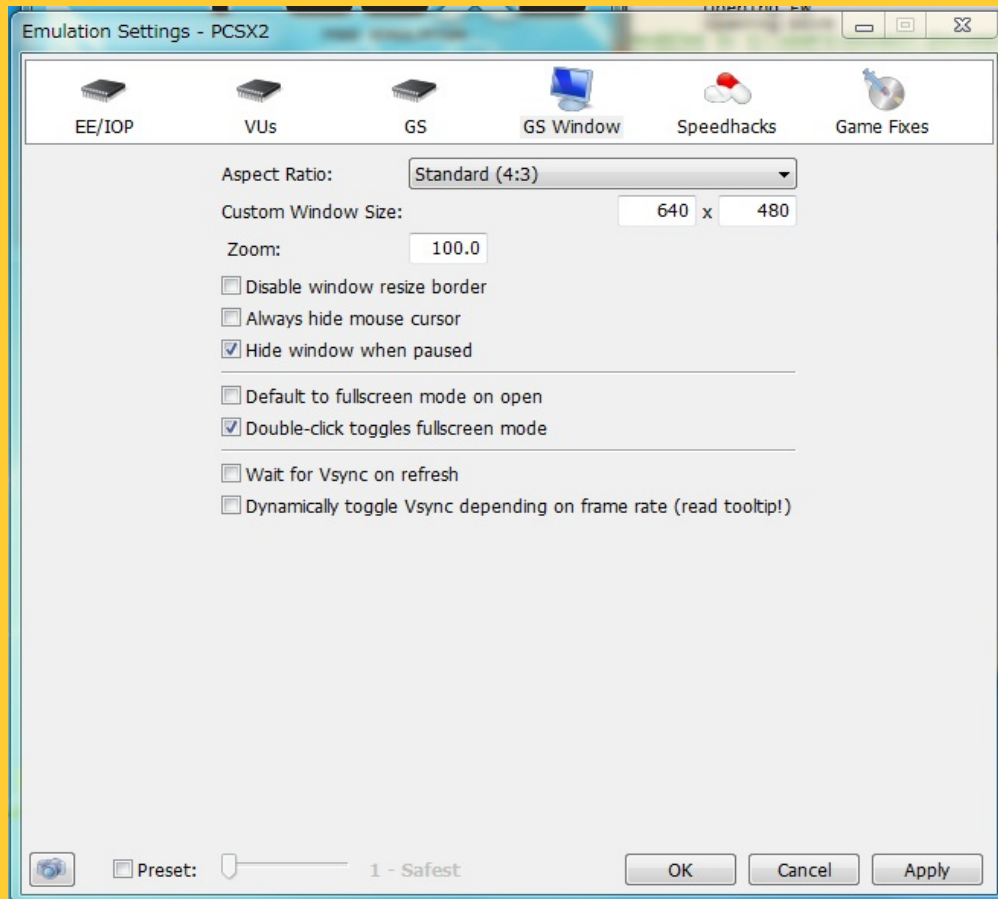 Emulation Settings - PCSX2
EE/IOP VUs GS GS Window Speedhacks Game Fixes
Aspect Ratio: Standard (4:3)
Custom Window Size: 640 x 480
Zoom: 100.0
Disable window resize border
Always hide mouse cursor
Hide window when paused
Default to fullscreen mode on open
Double-click toggles fullscreen mode
Wait for Vsync on refresh
Dynamically toggle Vsync depending on frame rate (read tooltip!)
Preset: 1 - Safest OK Cancel Apply